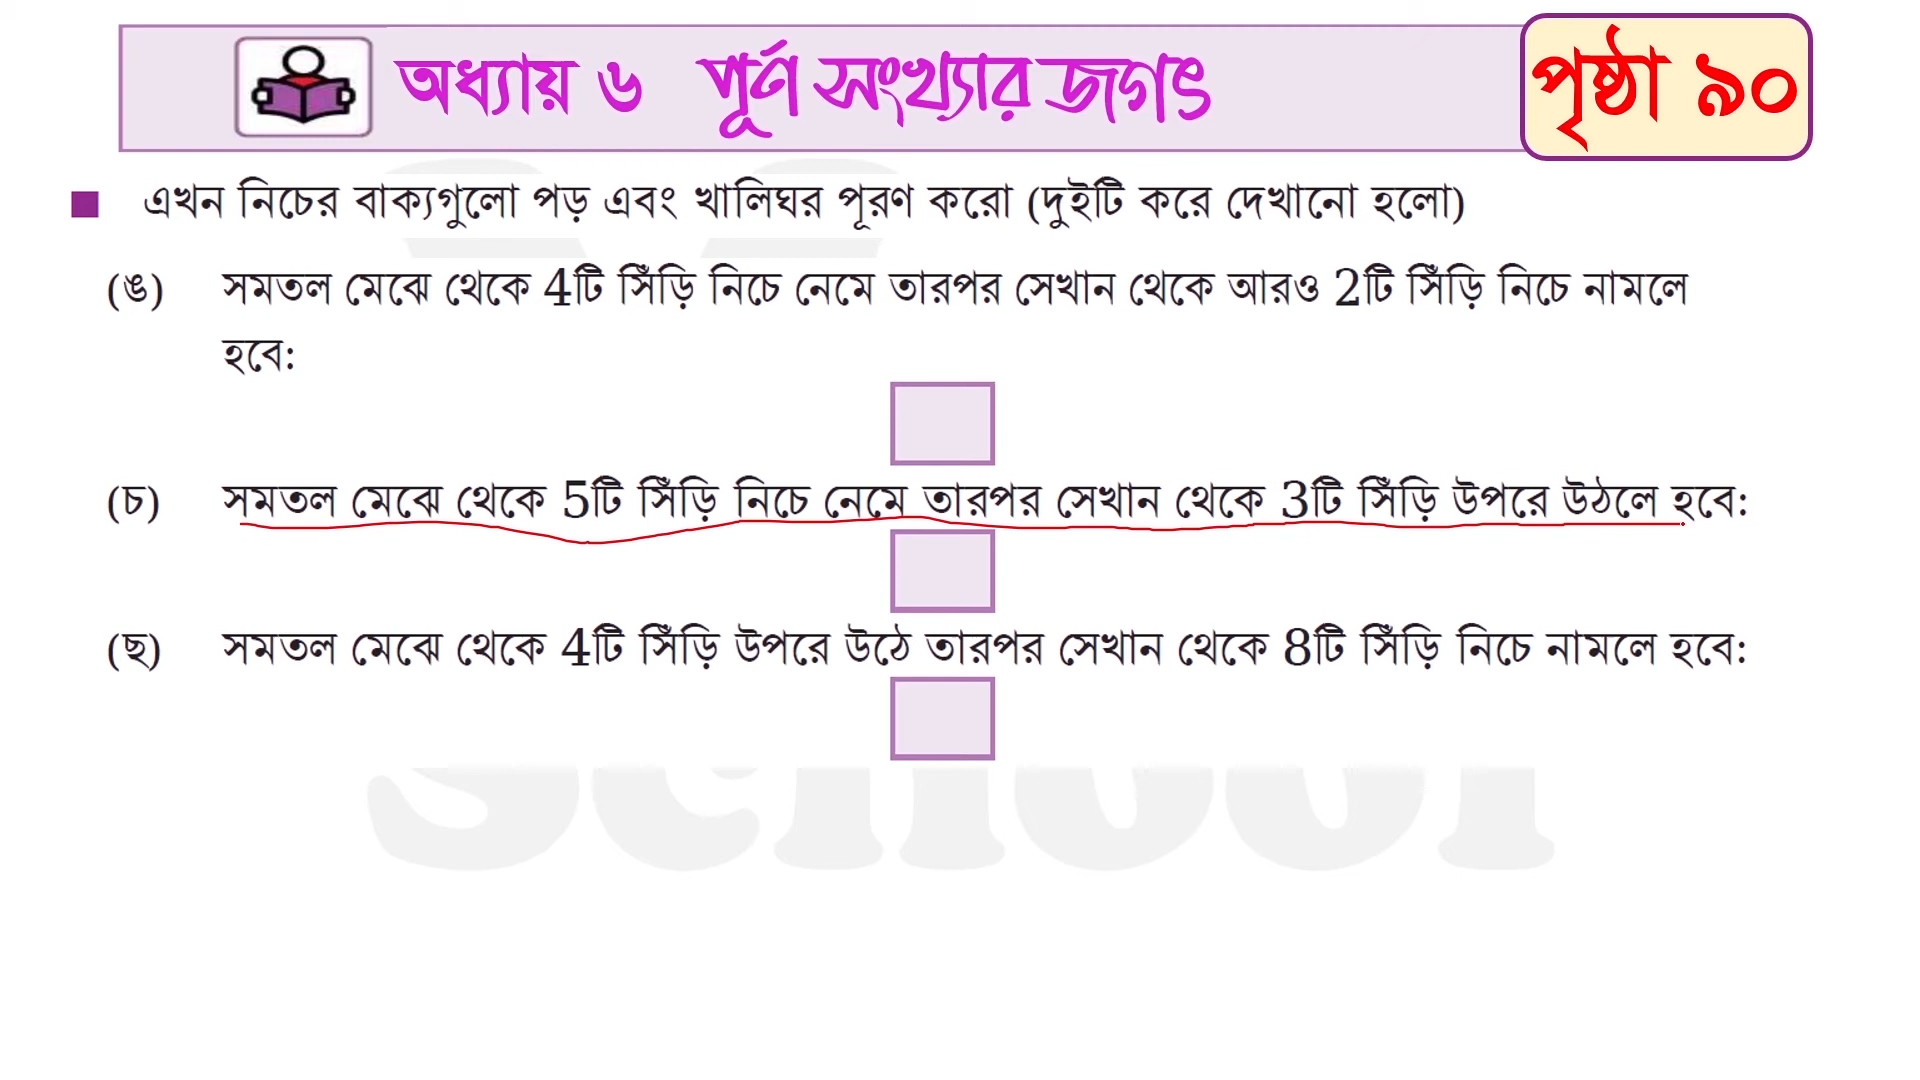 অধ্যায় ৬ পূর্ণ সংখ্যার জগৎ
পৃষ্ঠা ৯০
এখন নিচের বাক্যগুলো পড় এবং খালিঘর পূরণ করো (দুইটি করে দেখানো হলো)
(ঙ) সমতল মেঝে থেকে 4টি সিঁড়ি নিচে নেমে তারপর সেখান থেকে আরও 2টি সিঁড়ি নিচে নামলে
হবে:
(চ) সমতল মেঝে থেকে 5টি সিঁড়ি নিচে নেমে তারপর সেখান থেকে 3টি সিঁড়ি উপরে উঠলে হবে:
(ছ) সমতল মেঝে থেকে 4টি সিঁড়ি উপরে উঠে তারপর সেখান থেকে 8টি সিঁড়ি নিচে নামলে হবে:
School